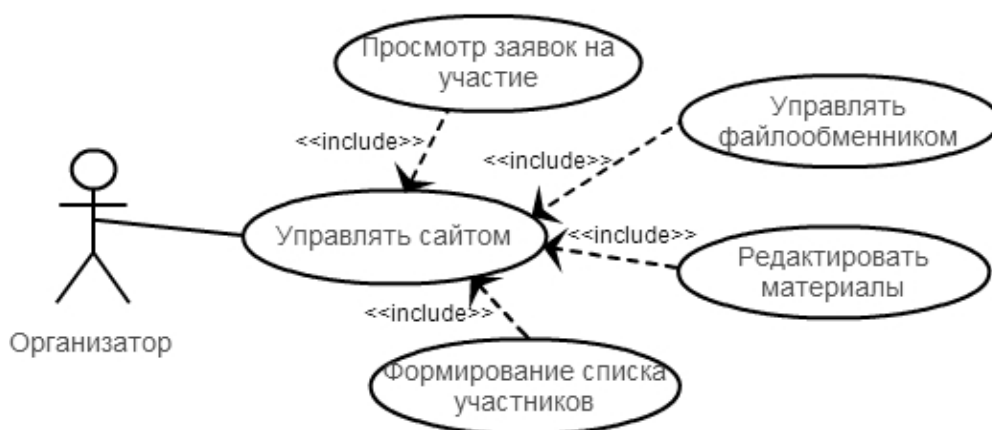 Просмотр заявок на
участие
<<include>>
Управлять
файлообменником
<<include>>
Управлять сайтом
<<include>>
Редактировать
материалы
<<include>>
Организатор
Формирование списка
участников